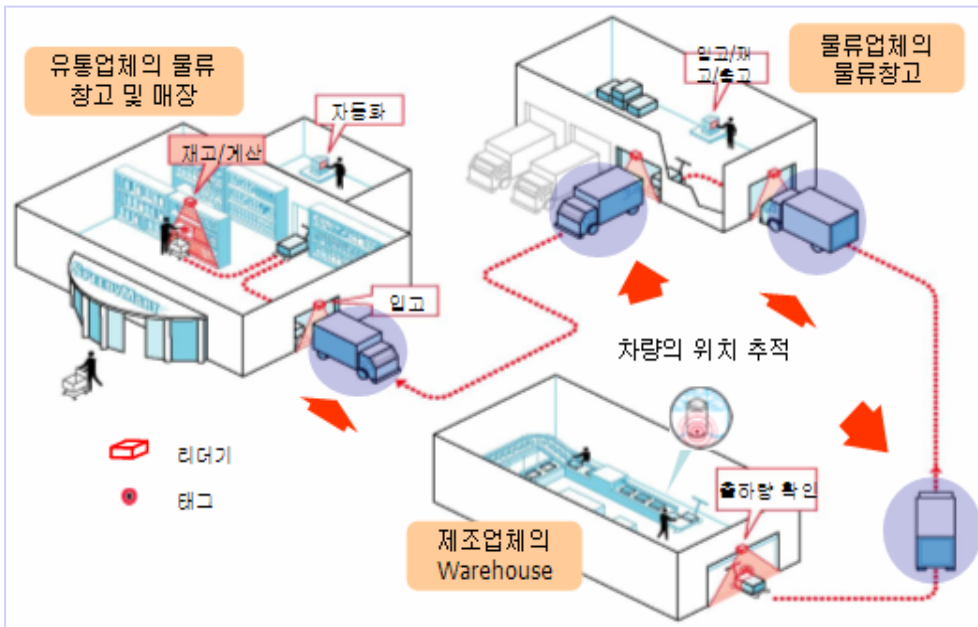 유통업체의 물류
창고 및 매장
자동화
재고/계산
입고/재
고/출고
물류업체의
물류창고
SPEEDYMART
입고
차량의 위치 추적
리더기
태그
출하량 확인
제조업체의
Warehouse